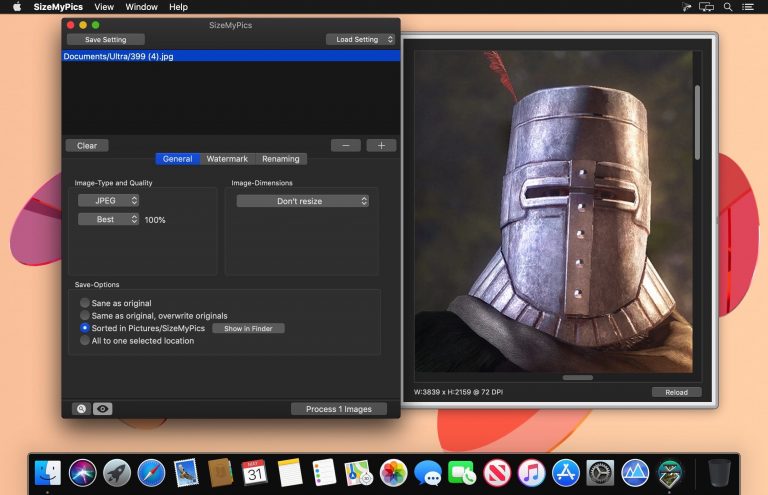 SizeMyPics View Window Help
SizeMyPics
Save Setting
Load Setting
Documents/Ultra/399 (4).jpg
Clear
General Watermark Renaming
Image-Type and Quality
Image-Dimensions
JPEG
Don't resize
Best 100%
Save-Options
Sane as original
Same as original, overwrite originals
Sorted in Pictures/SizeMyPics Show in Finder
All to one selected location
W:3839 x H:2159 @ 72 DPI
Reload
Process 1 Images
MAY
31